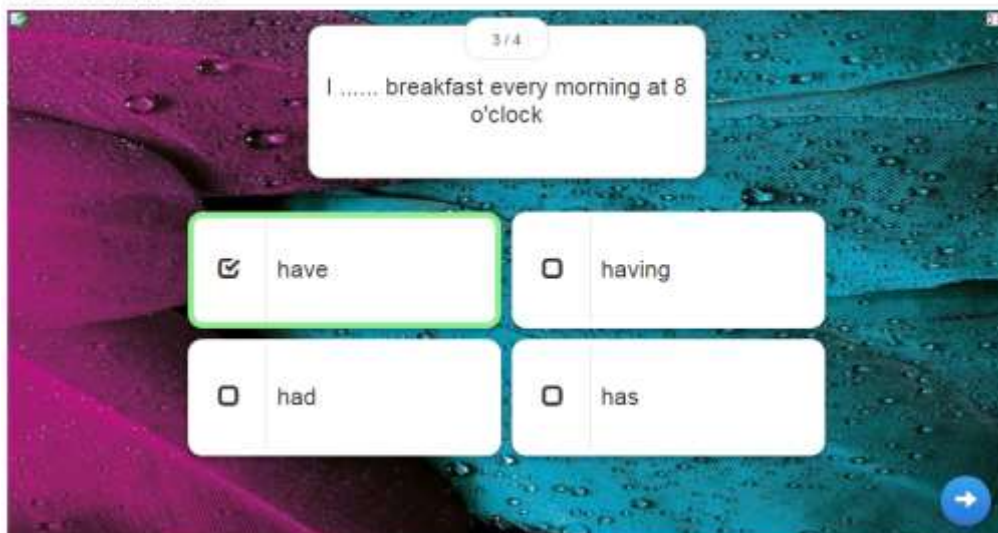 3 / 4
I ...... breakfast every morning at 8
o'clock
have
having
had
has